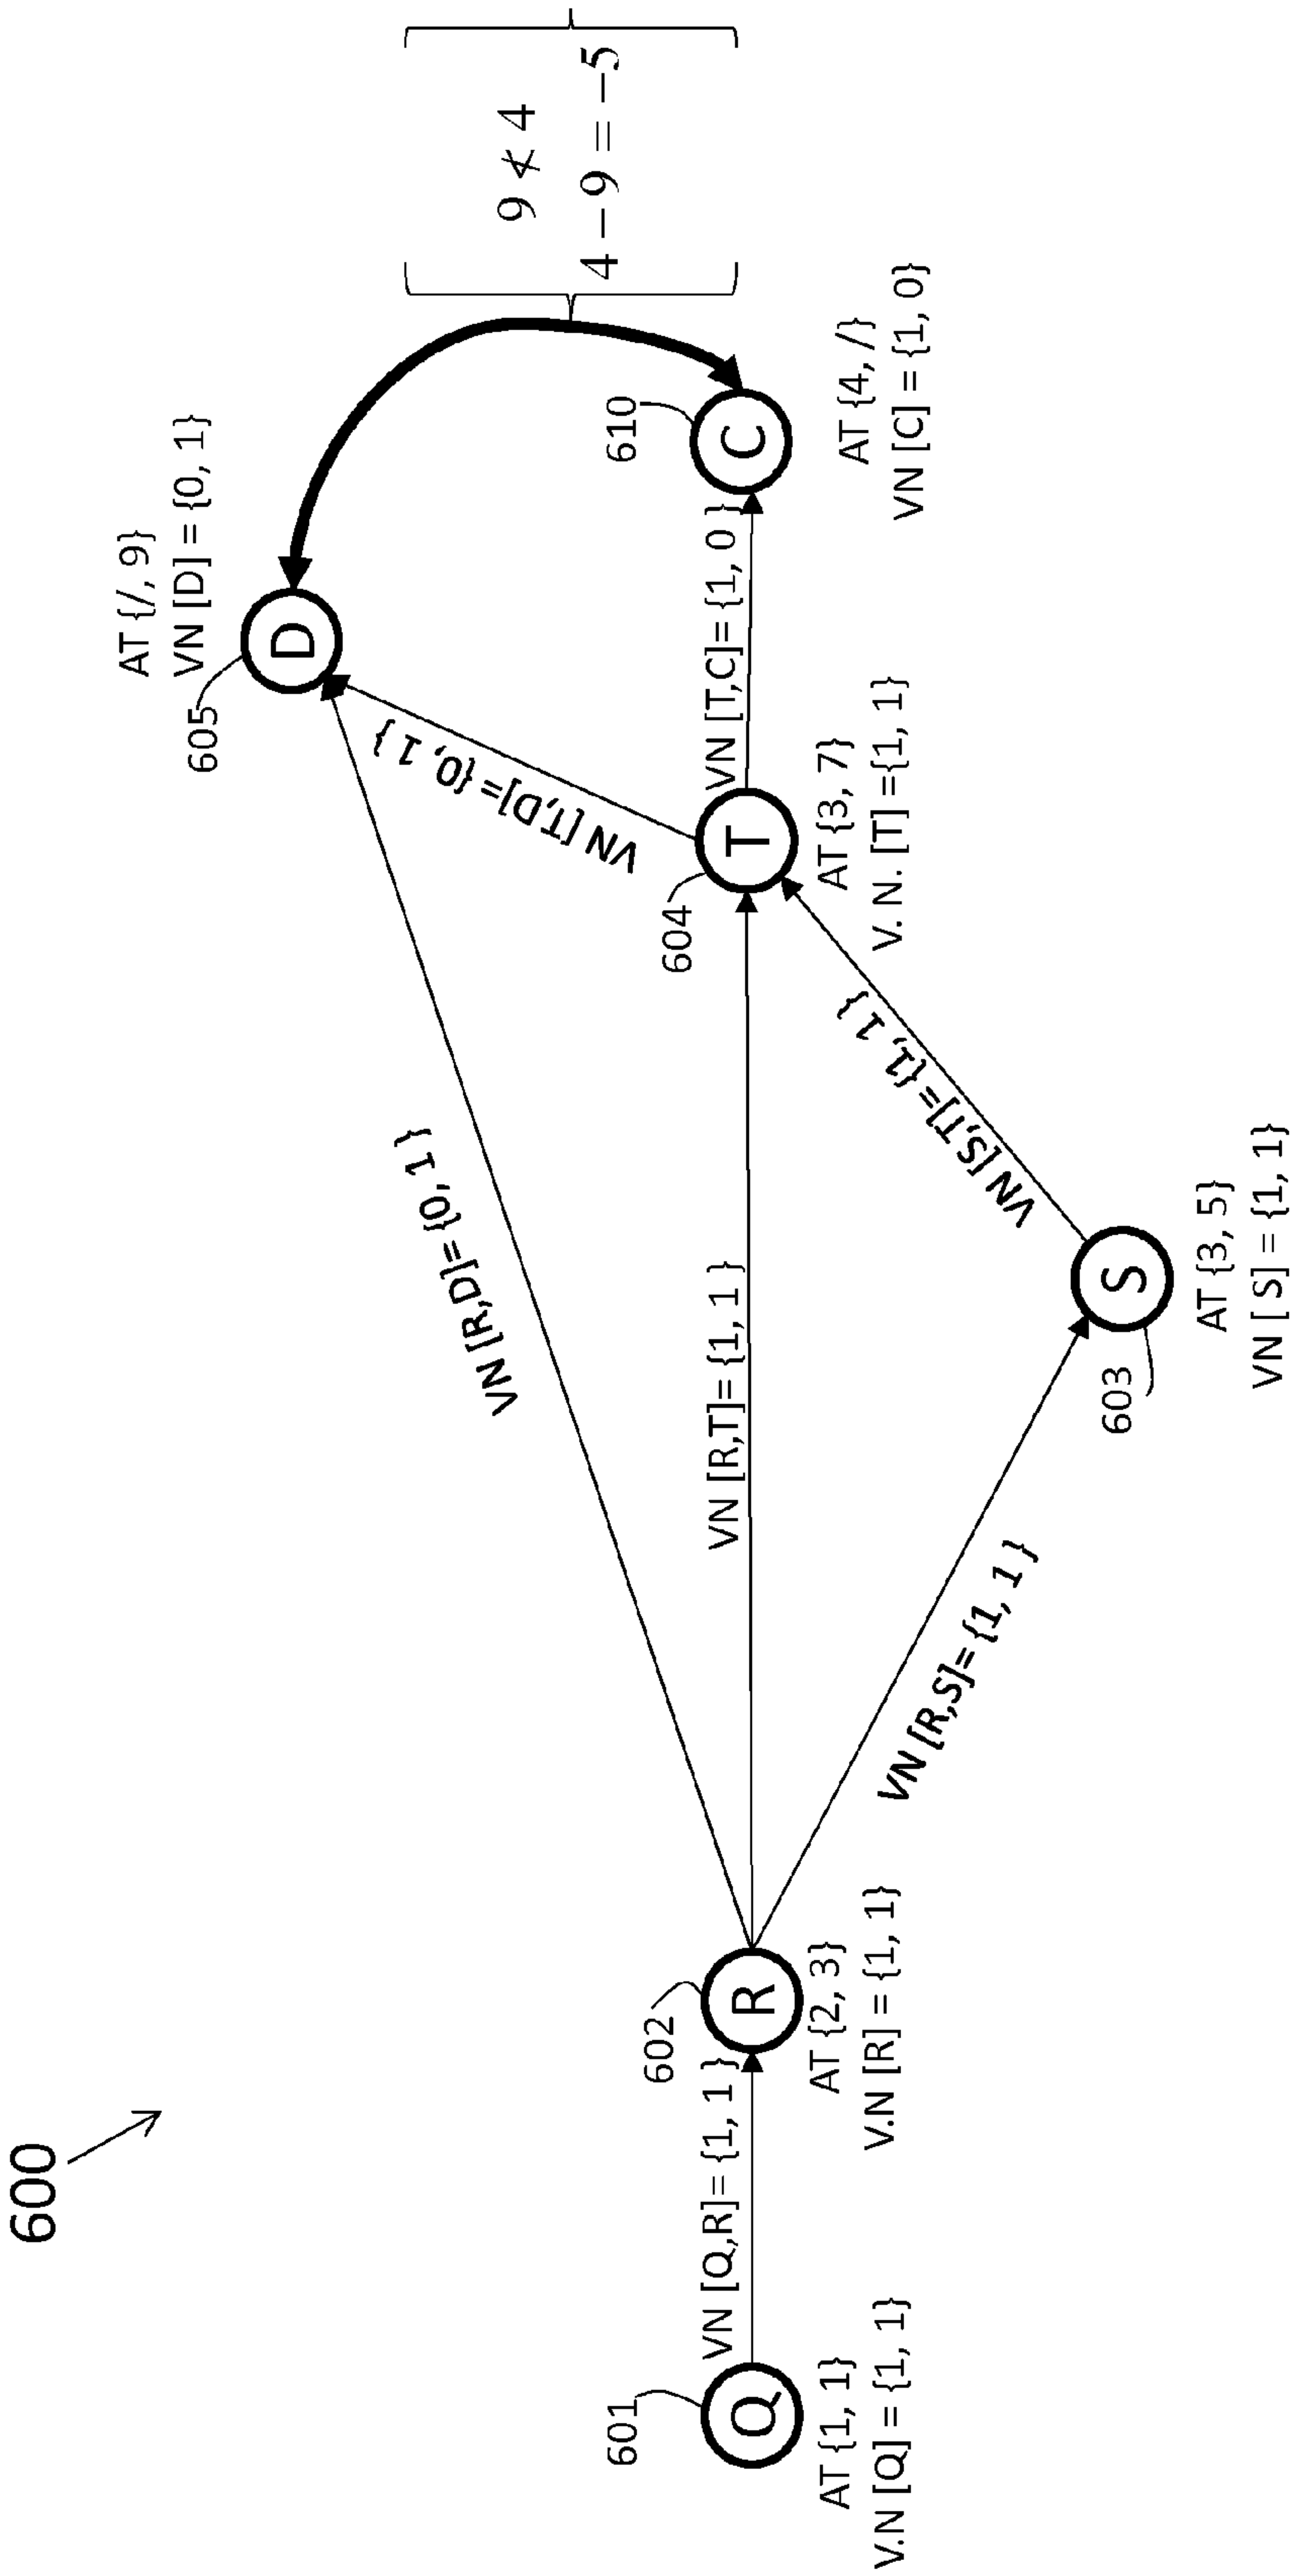 600
601
Q
AT {1, 1}
V.N [Q] = {1, 1}
VN [Q,R]= {1, 1 }
602
R
AT {2, 3}
V.N [R] = {1, 1}
VN [R,D]= {0, 1 }
VN [R,T]= {1, 1 }
VN [R,S]= {1, 1 }
603
S
AT {3, 5}
VN [ S] = {1, 1}
VN [S,T]= {1, 1 }
604
T
AT {3, 7}
V. N. [T] ={1, 1}
VN [T,D]= {0, 1 }
VN [T,C]= {1, 0 }
605
D
AT {/, 9}
VN [D] = {0, 1}
610
C
AT {4, /}
VN [C] = {1, 0}
9 ≮ 4
4 − 9 = −5